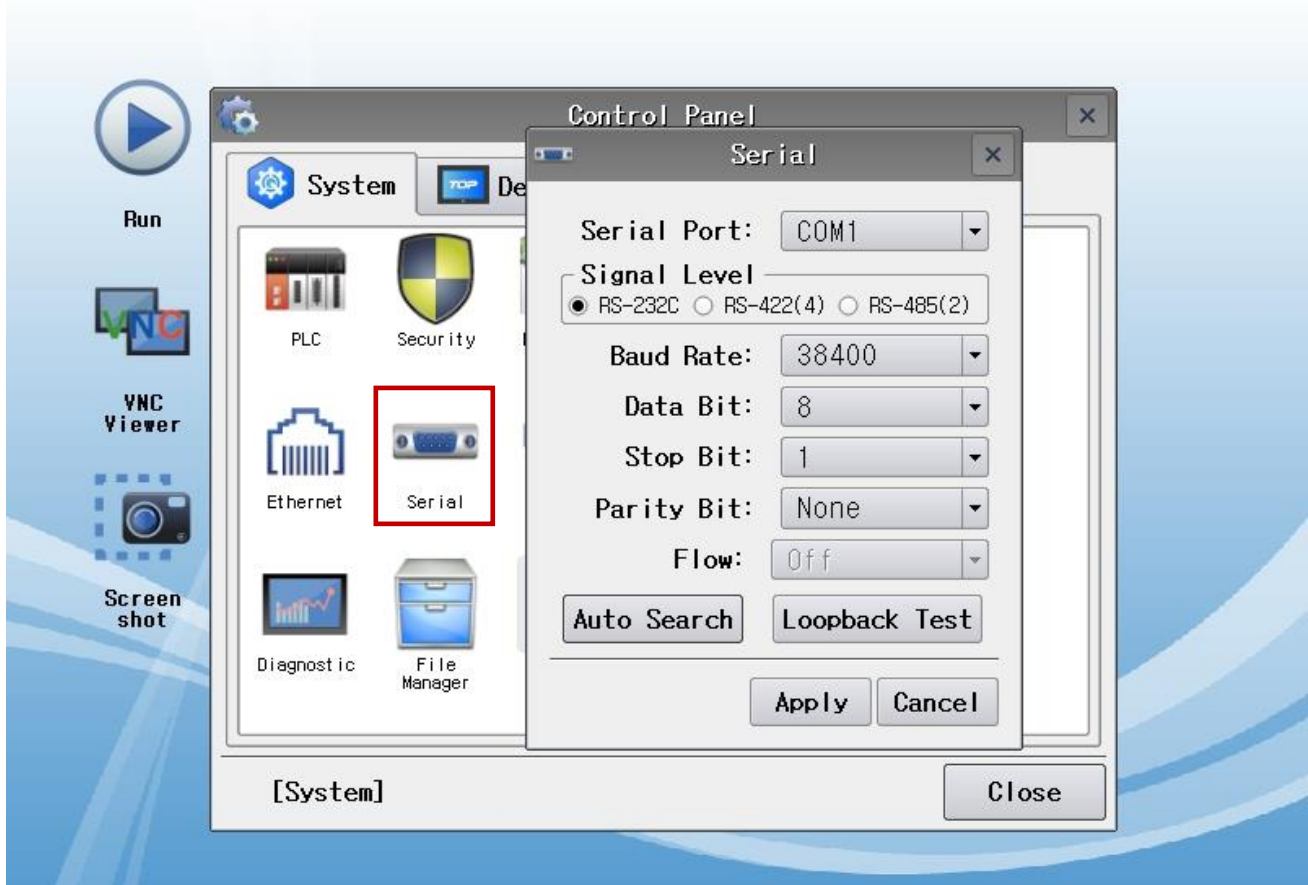 Run
VNC
VNC
Viewer
Screen
shot
Control Panel
System
TOP
PLC
Security
Ethernet
Serial
Diagnostic
File
Manager
Serial
Serial Port: COM1
Signal Level
RS-232C RS-422(4) RS-485(2)
Baud Rate: 38400
Data Bit: 8
Stop Bit: 1
Parity Bit: None
Flow: Off
Auto Search Loopback Test
Apply Cancel
[System]
Close